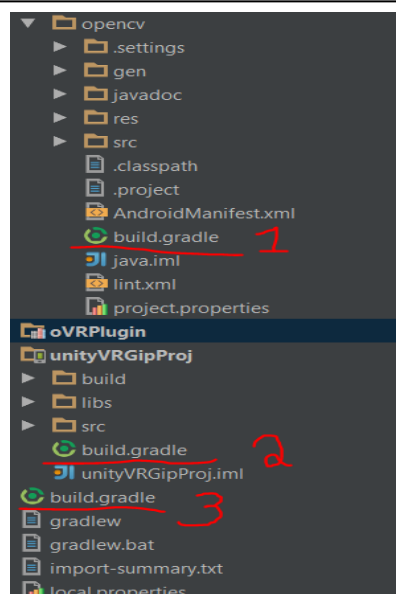 opencv
.settings
gen
javadoc
res
src
.classpath
.project
AndroidManifest.xml
build.gradle 1
java.iml
lint.xml
project.properties
oVRPlugin
unityVRGipProj
build
libs
src
build.gradle 2
unityVRGipProj.iml
build.gradle 3
gradlew
gradlew.bat
import-summary.txt
local.properties